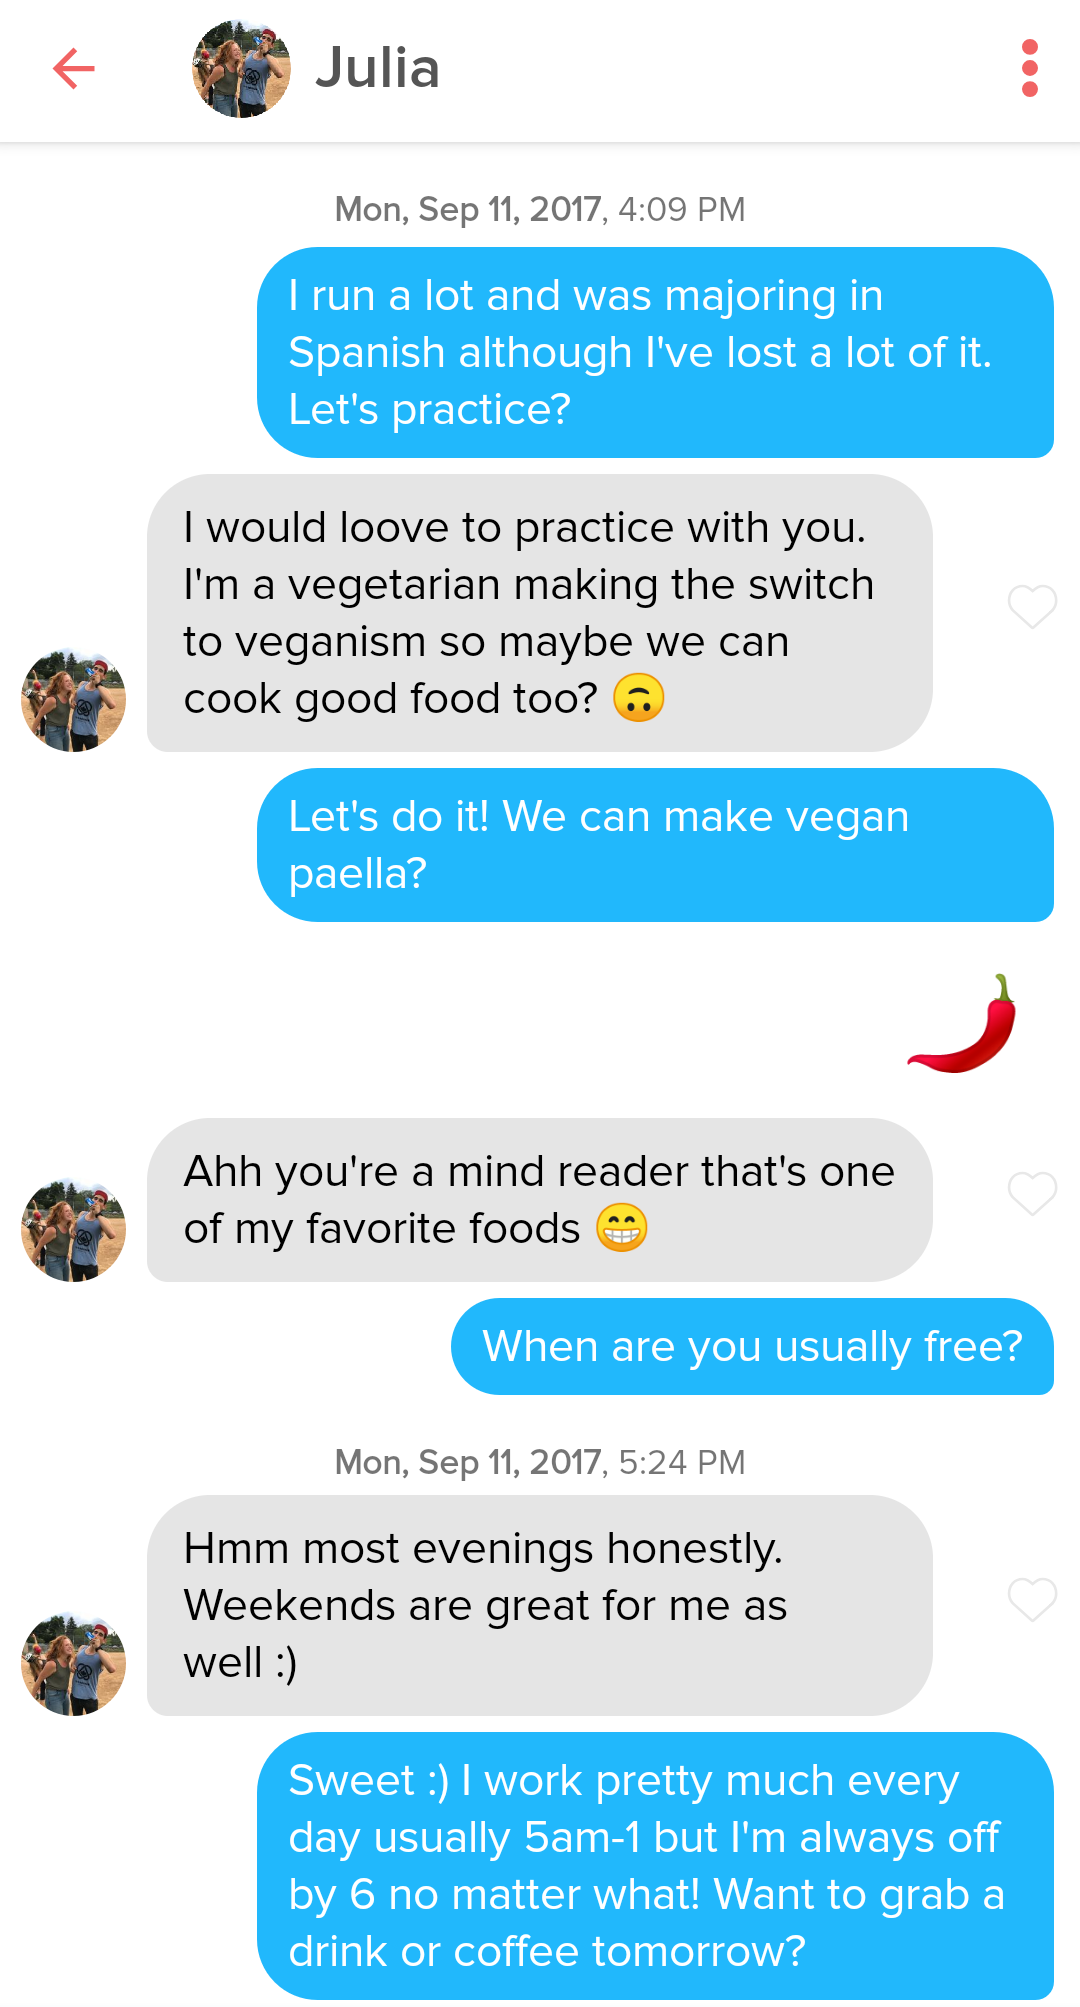 Julia
Mon, Sep 11, 2017, 4:09 PM
I run a lot and was majoring in
Spanish although I've lost a lot of it.
Let's practice?
I would loove to practice with you.
I'm a vegetarian making the switch
to veganism so maybe we can
cook good food too? 🙃
Let's do it! We can make vegan
paella?
🌶️
Ahh you're a mind reader that's one
of my favorite foods 😁
When are you usually free?
Mon, Sep 11, 2017, 5:24 PM
Hmm most evenings honestly.
Weekends are great for me as
well :)
Sweet :) I work pretty much every
day usually 5am-1 but I'm always off
by 6 no matter what! Want to grab a
drink or coffee tomorrow?